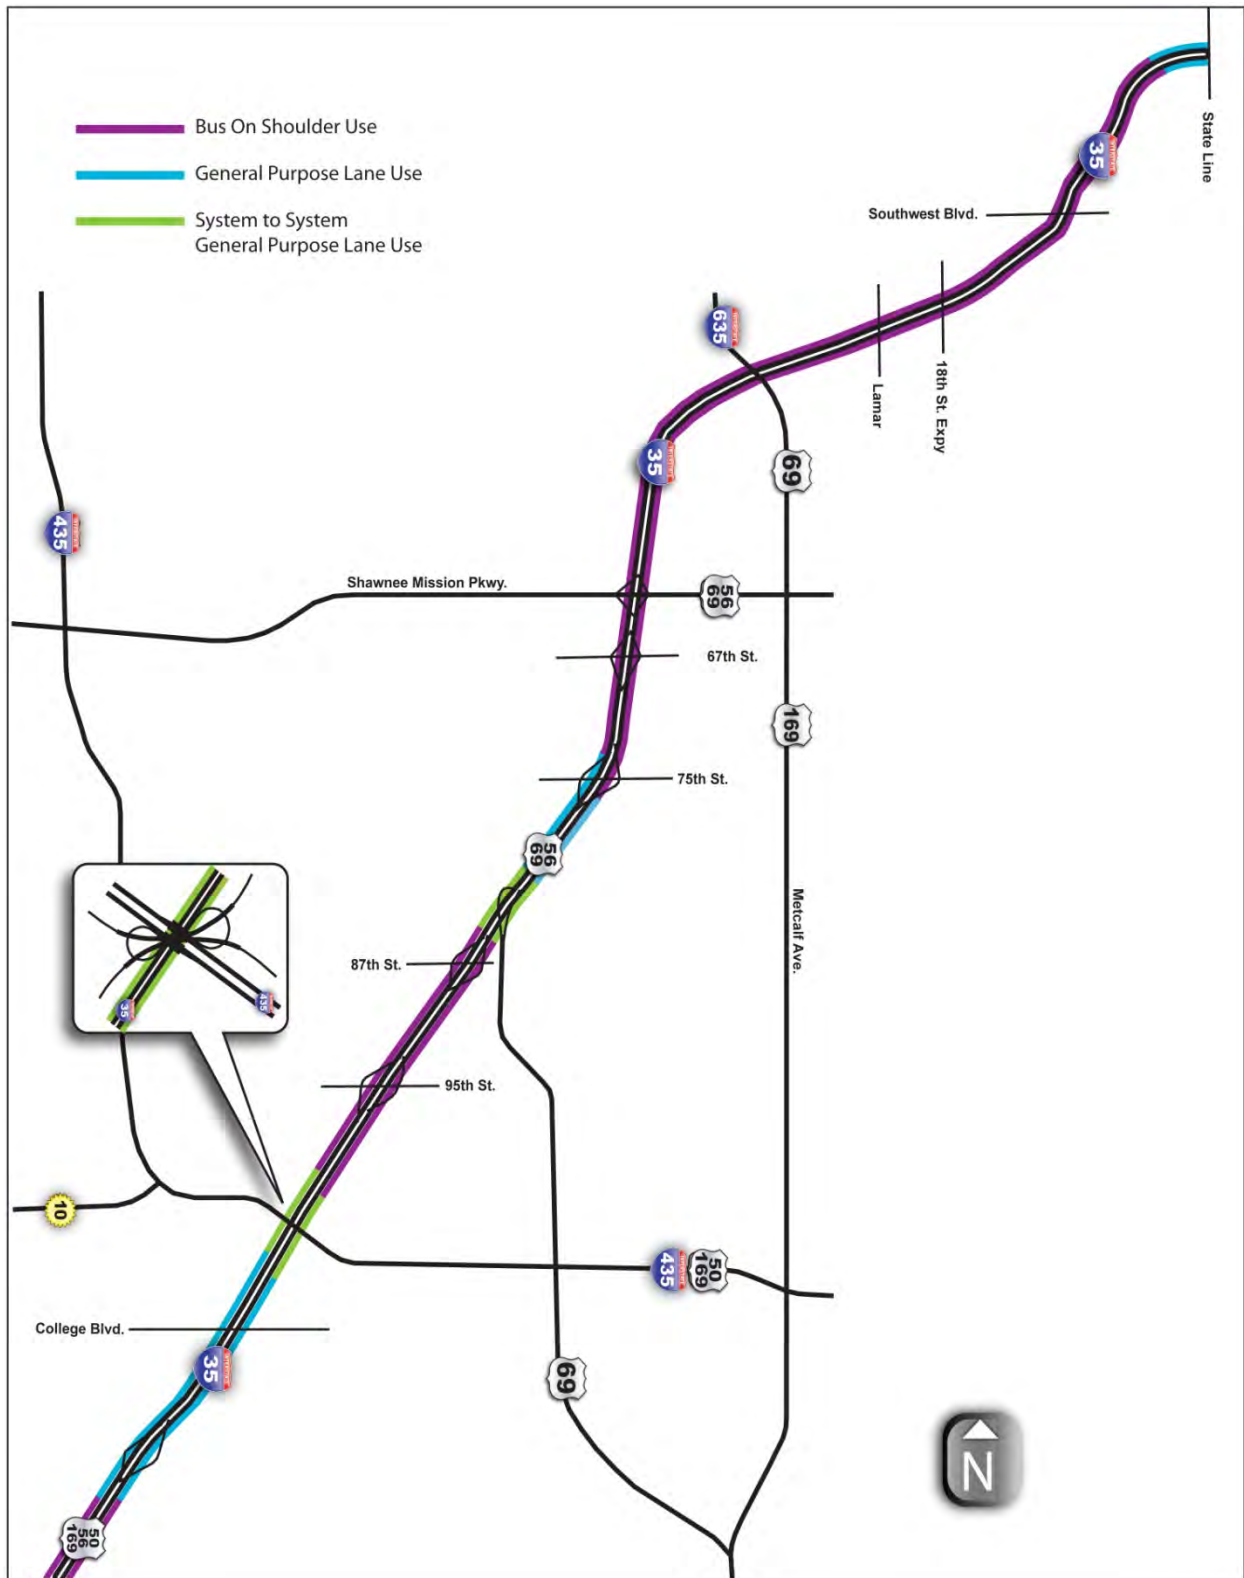 Bus On Shoulder Use
General Purpose Lane Use
System to System
General Purpose Lane Use
State Line
INTERSTATE
35
Southwest Blvd.
18th St. Expy
Lamar
635
69
35
435
Shawnee Mission Pkwy.
56
69
67th St.
169
75th St.
56
69
Metcalf Ave.
87th St.
35
435
95th St.
10
435
50
169
College Blvd.
35
69
N
50
56
169